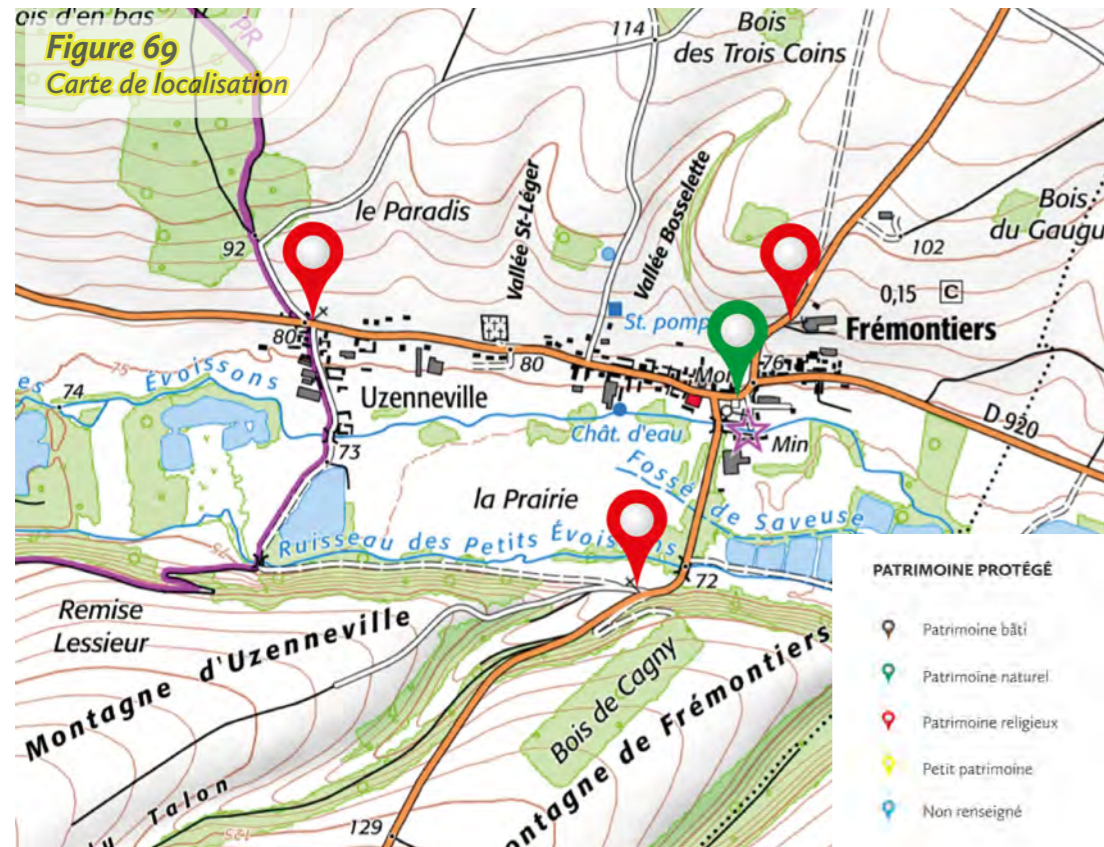 ois d'en bas
Figure 69
Carte de localisation
PR
114
Bois
des Trois Coins
Bois
du Gaugu
102
le Paradis
92
Vallée St-Léger
Vallée Bosselette
0,15 C
St. pomp
Frémontiers
80
80
76
75
74
es
Évoissons
Uzenneville
Chât. d'eau
Min
D 920
73
la Prairie
Fossé de Saveuse
Ruisseau des Petits Évoissons
72
Remise
Lessieur
Montagne d'Uzenneville
Bois de Cagny
ontagne de Frémontiers
Talon
129
PATRIMOINE PROTÉGÉ
Patrimoine bâti
Patrimoine naturel
Patrimoine religieux
Petit patrimoine
Non renseigné